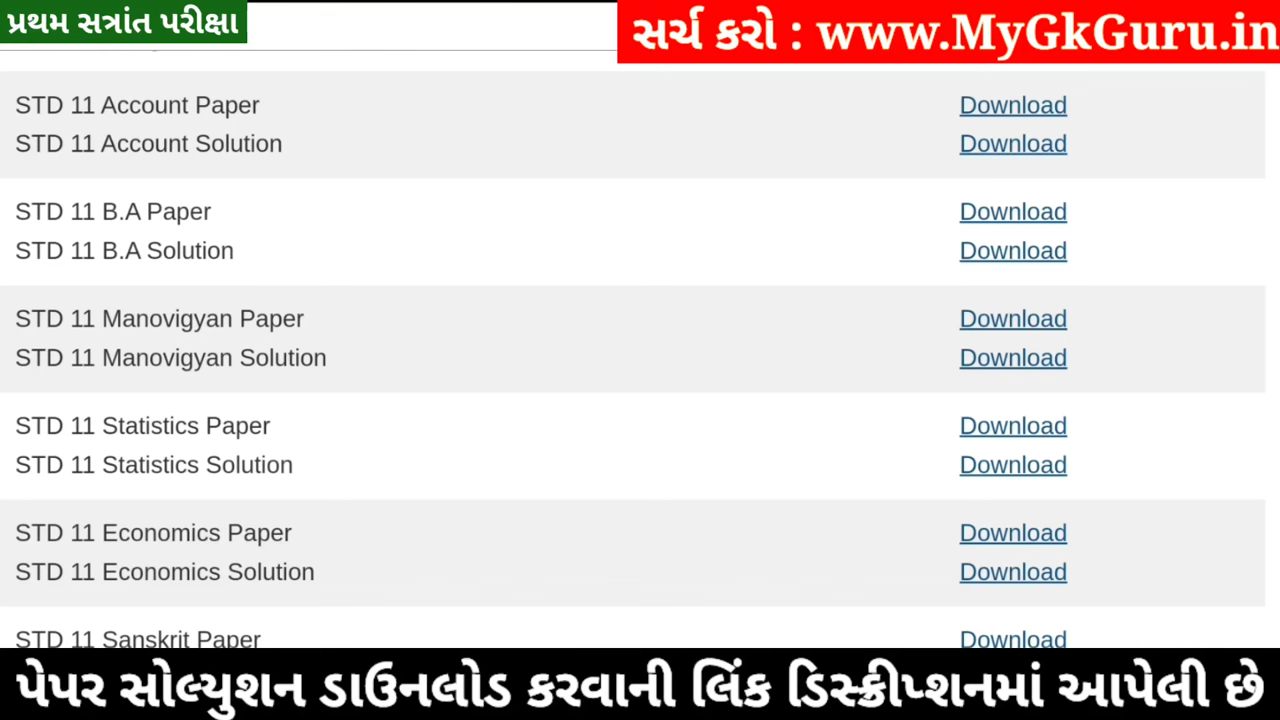 પ્રથમ સત્રાંત પરીક્ષા
સર્ચ કરો : www.MyGkGuru.in
STD 11 Account Paper Download
STD 11 Account Solution Download
STD 11 B.A Paper Download
STD 11 B.A Solution Download
STD 11 Manovigyan Paper Download
STD 11 Manovigyan Solution Download
STD 11 Statistics Paper Download
STD 11 Statistics Solution Download
STD 11 Economics Paper Download
STD 11 Economics Solution Download
STD 11 Sanskrit Paper Download
પેપર સોલ્યુશન ડાઉનલોડ કરવાની લિંક ડિસ્ક્રીપ્શનમાં આપેલી છે